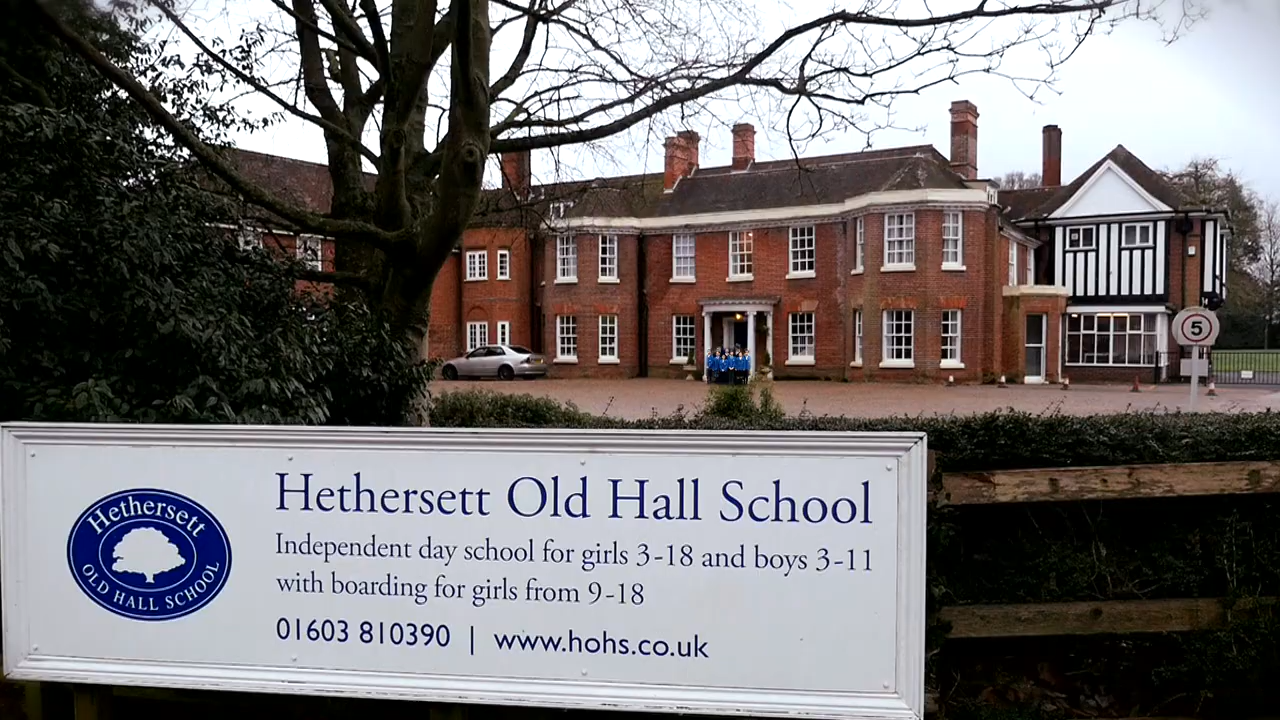 5
Hethersett Old Hall School
Independent day school for girls 3-18 and boys 3-11
with boarding for girls from 9-18
01603 810390 | www.hohs.co.uk
Hethersett
OLD HALL SCHOOL